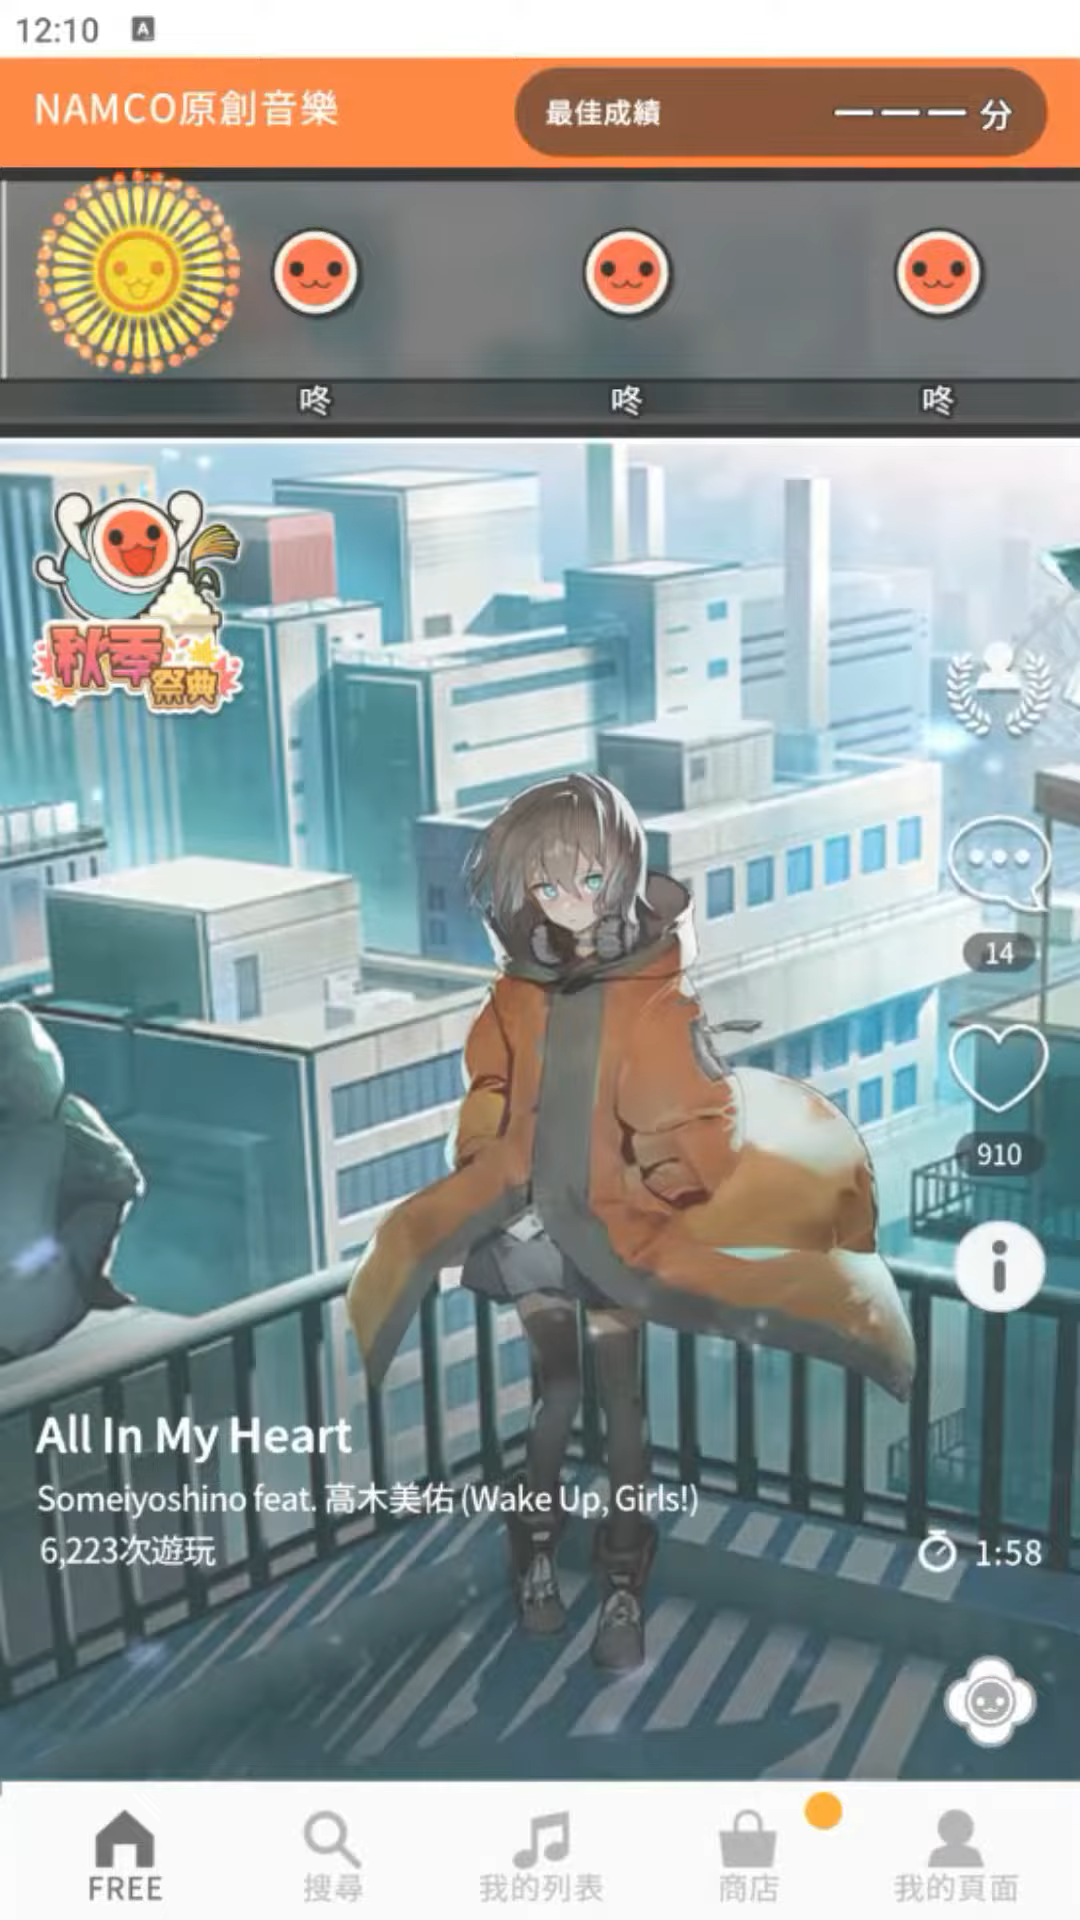 12:10 A
NAMCO原創音樂
最佳成績 ーーー 分
咚 咚 咚
秋季
祭典
14
910
All In My Heart
Someiyoshino feat. 高木美佑 (Wake Up, Girls!)
6,223次遊玩
1:58
FREE 搜尋 我的列表 商店 我的頁面